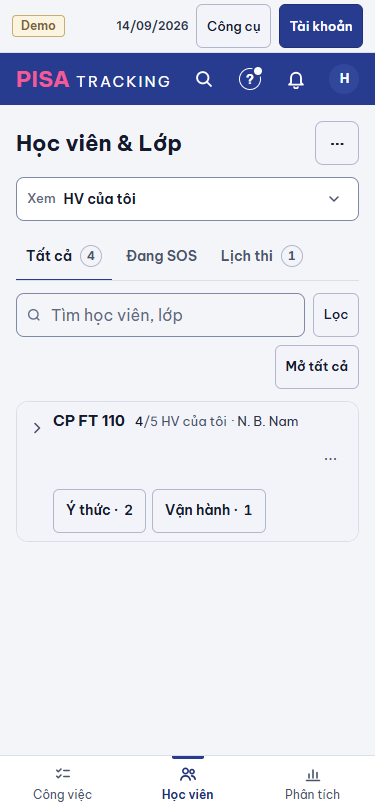 Demo 14/09/2026 Công cụ Tài khoản
PISA TRACKING ? H
Học viên & Lớp ...
Xem HV của tôi
Tất cả 4 Đang SOS Lịch thi 1
Tìm học viên, lớp Lọc
Mở tất cả
CP FT 110 4/5 HV của tôi · N. B. Nam
...
Ý thức · 2 Vận hành · 1
Công việc Học viên Phân tích